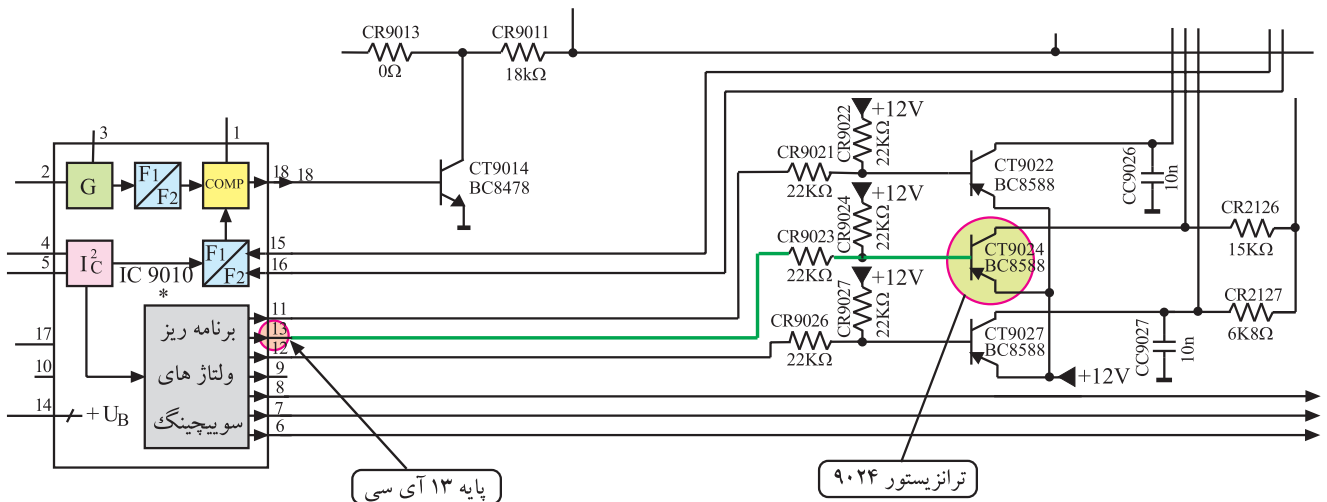 CR9013
0Ω
CR9011
18kΩ
3
1
2
G
F1
F2
COMP
18
18
CT9014
BC8478
4
5
I²C
IC 9010
*
F1
F2
15
16
برنامه ریز
ولتاژ های
سوییچینگ
11
13
12
9
8
7
6
17
10
14
+U_B
CR9021
22KΩ
CR9022
22KΩ
+12V
CR9023
22KΩ
CR9024
22KΩ
+12V
CR9026
22KΩ
CR9027
22KΩ
+12V
CT9022
BC8588
CT9024
BC8588
CT9027
BC8588
+12V
CC9026
10n
CR2126
15KΩ
CR2127
6K8Ω
CC9027
10n
پایه ۱۳ آی سی
ترانزیستور ۹۰۲۴